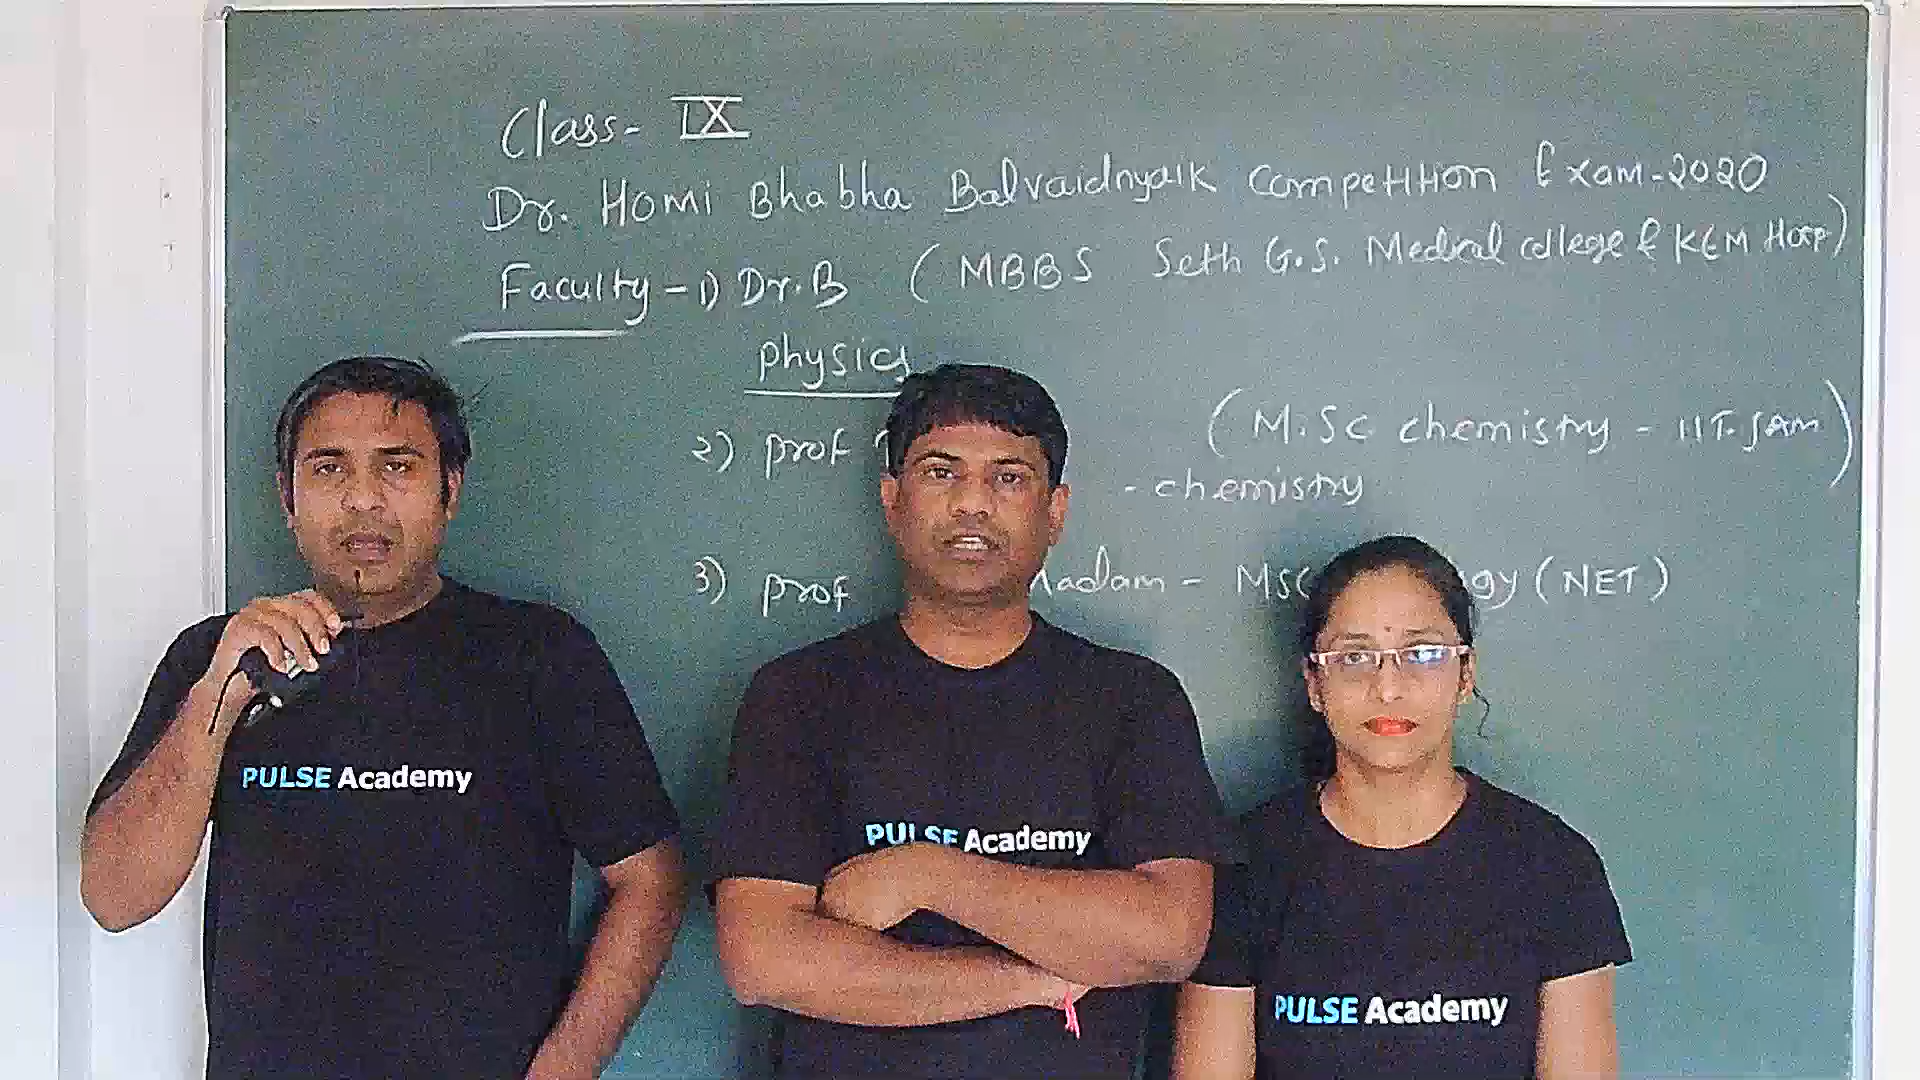 Class- IX
Dr. Homi Bhabha Balvaidnyaik Competition Exam-2020
Faculty - 1) Dr. B ( MBBS Seth G.S. Medical college & KEM Hosp)
Physics
2) prof ( M.Sc chemistry - IIT. JAM )
- chemistry
3) prof Madam - MSC gy (NET)
PULSE Academy
PULSE Academy
PULSE Academy